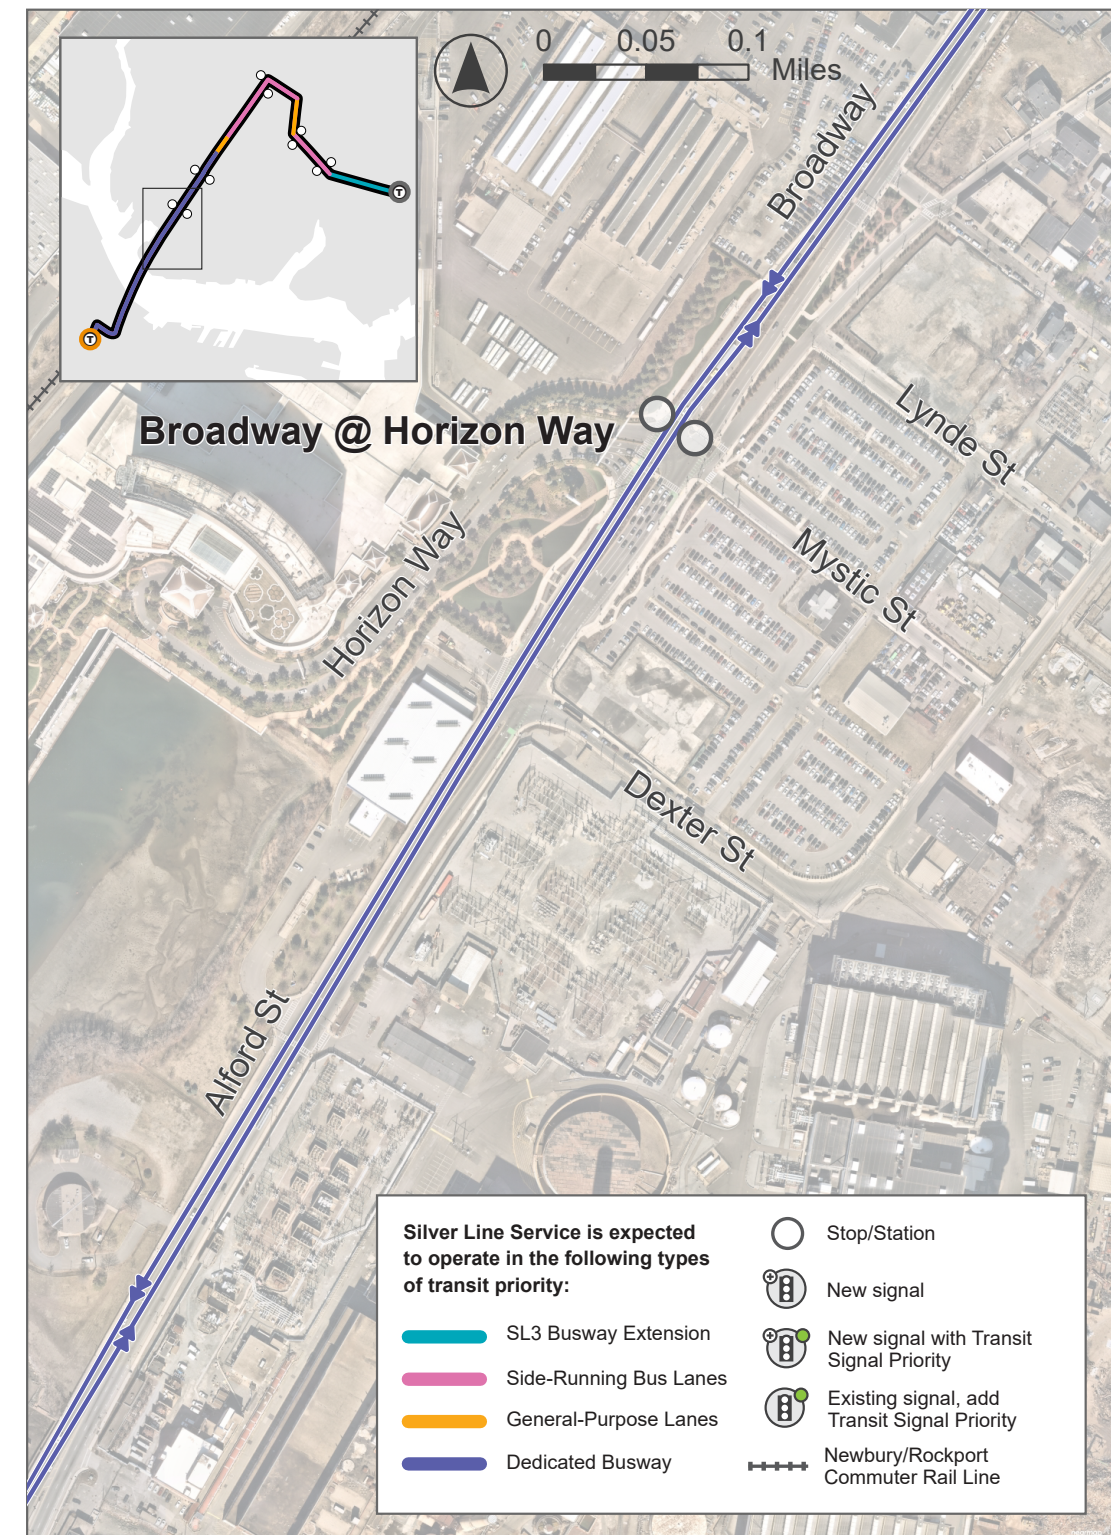 0 0.05 0.1
Miles
T
T
Broadway
Broadway @ Horizon Way
Lynde St
Mystic St
Horizon Way
Dexter St
Alford St
Silver Line Service is expected
to operate in the following types
of transit priority:
SL3 Busway Extension
Side-Running Bus Lanes
General-Purpose Lanes
Dedicated Busway
Stop/Station
New signal
New signal with Transit
Signal Priority
Existing signal, add
Transit Signal Priority
Newbury/Rockport
Commuter Rail Line